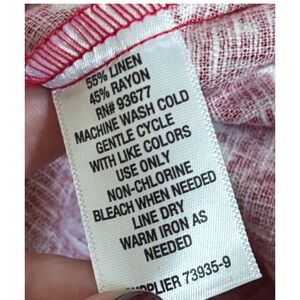 55% LINEN
45% RAYON
RN# 93677
MACHINE WASH COLD
GENTLE CYCLE
WITH LIKE COLORS
USE ONLY
NON-CHLORINE
BLEACH WHEN NEEDED
LINE DRY
WARM IRON AS
NEEDED
73935-9